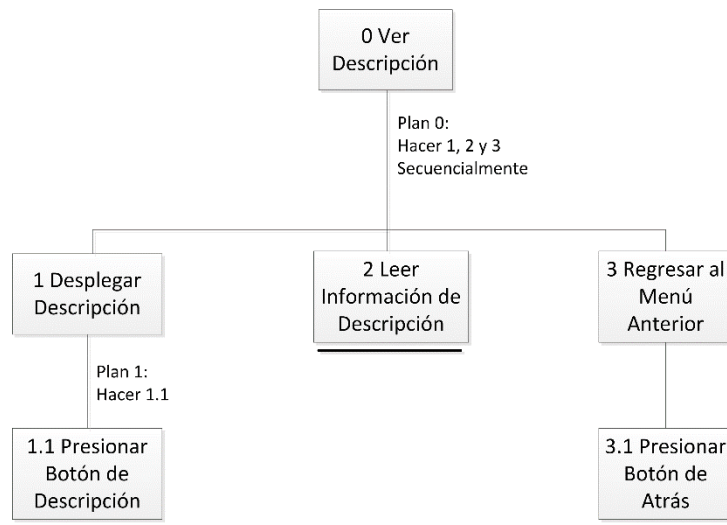 0 Ver
Descripción
Plan 0:
Hacer 1, 2 y 3
Secuencialmente
1 Desplegar
Descripción
2 Leer
Información de
Descripción
3 Regresar al
Menú
Anterior
Plan 1:
Hacer 1.1
1.1 Presionar
Botón de
Descripción
3.1 Presionar
Botón de
Atrás